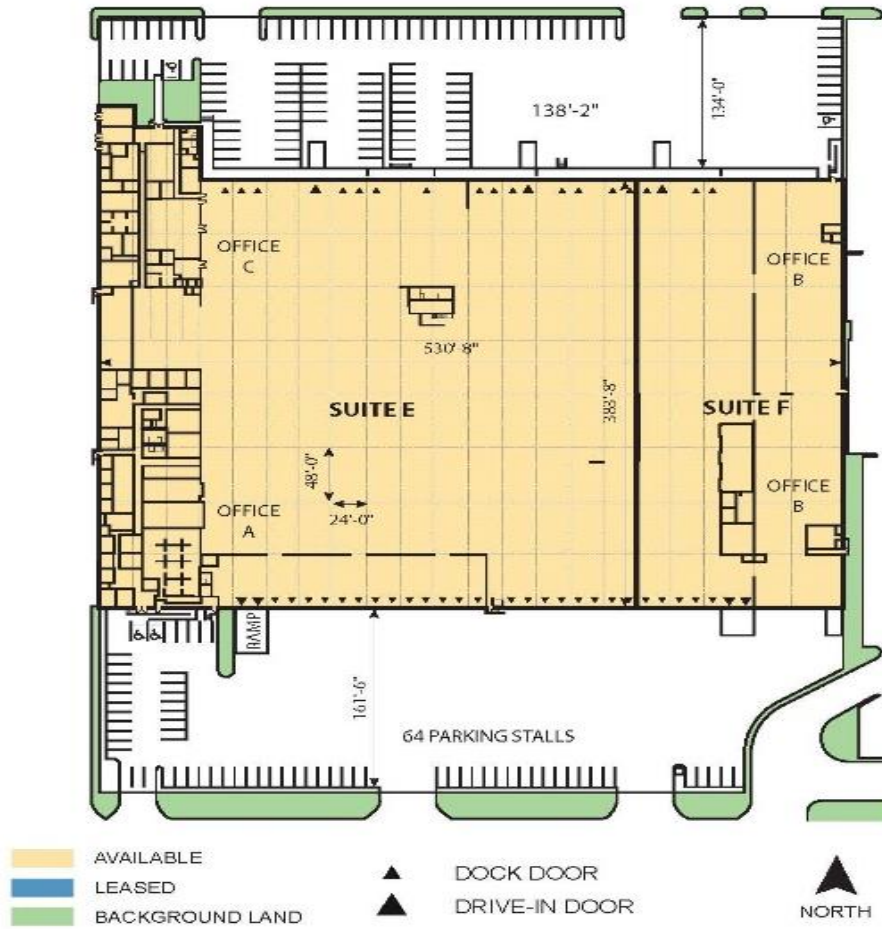 138'-2"
134'-0"
OFFICE
C
OFFICE
B
530'-8"
383'-8"
SUITE E
SUITE F
48'-0"
24'-0"
OFFICE
A
OFFICE
B
RAMP
161'-6"
64 PARKING STALLS
AVAILABLE
LEASED
BACKGROUND LAND
DOCK DOOR
DRIVE-IN DOOR
NORTH